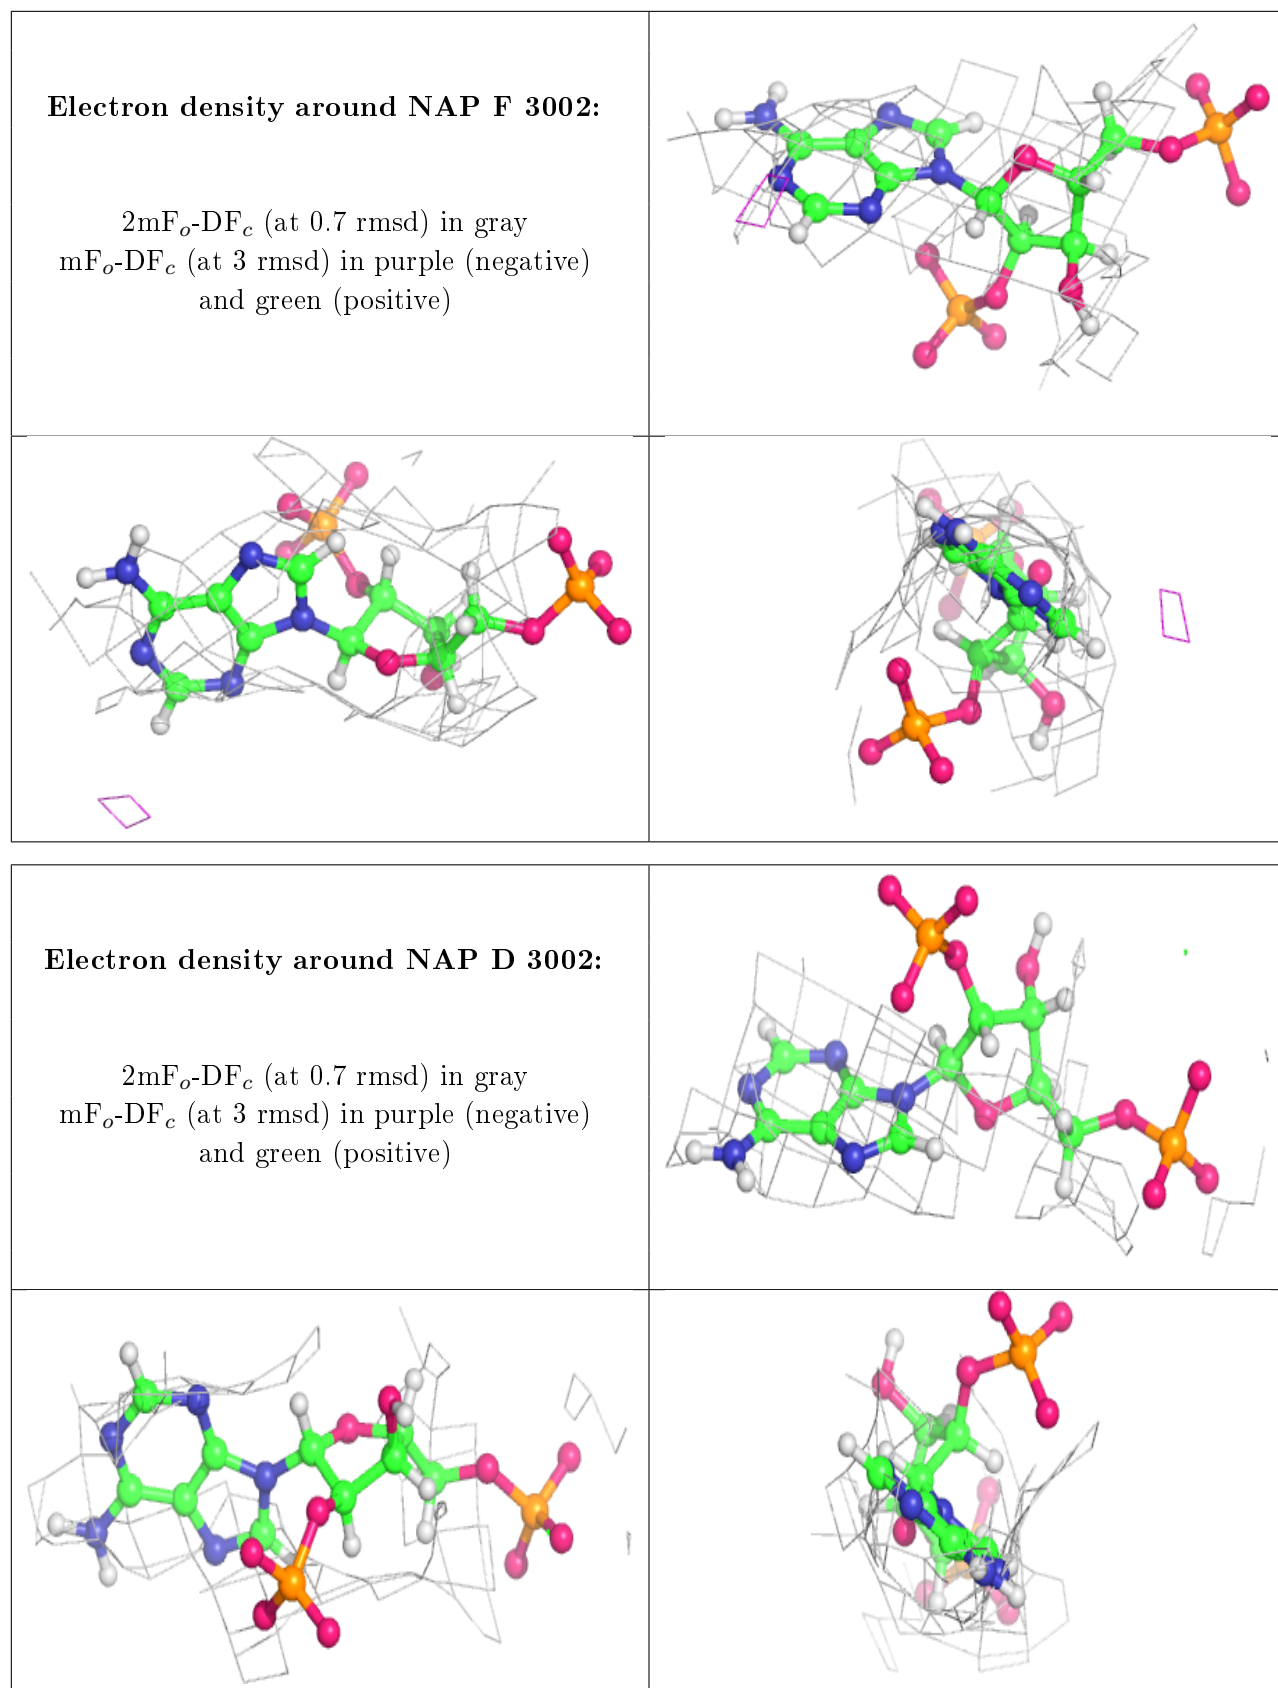 Electron density around NAP F 3002:
2mFo-DFc (at 0.7 rmsd) in gray
mFo-DFc (at 3 rmsd) in purple (negative)
and green (positive)
Electron density around NAP D 3002:
2mFo-DFc (at 0.7 rmsd) in gray
mFo-DFc (at 3 rmsd) in purple (negative)
and green (positive)